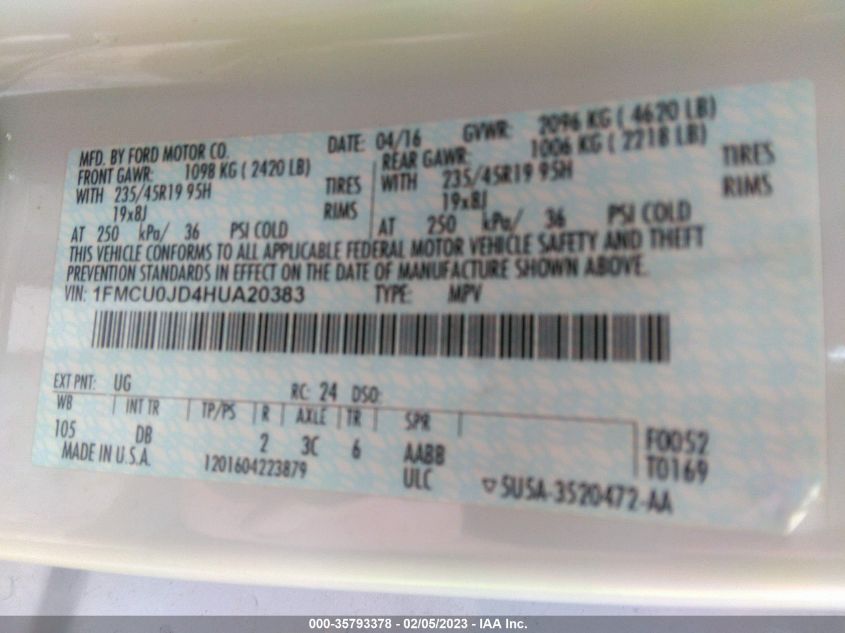 MFD. BY FORD MOTOR CO. DATE: 04/16 GVWR: 2096 KG ( 4620 LB)
FRONT GAWR: 1098 KG ( 2420 LB) REAR GAWR: 1006 KG ( 2218 LB)
WITH 235/45R19 95H TIRES WITH 235/45R19 95H TIRES
19x8J RIMS 19x8J RIMS
AT 250 kPa/ 36 PSI COLD AT 250 kPa/ 36 PSI COLD
THIS VEHICLE CONFORMS TO ALL APPLICABLE FEDERAL MOTOR VEHICLE SAFETY AND THEFT
PREVENTION STANDARDS IN EFFECT ON THE DATE OF MANUFACTURE SHOWN ABOVE.
VIN: 1FMCU0JD4HUA20383 TYPE: MPV
EXT PNT: UG RC: 24 DSO:
WB INT TR TP/PS R AXLE TR SPR
105 DB 2 3C 6 AABB F0052
MADE IN U.S.A. 1201604223879 ULC T0169
5U5A-3520472-AA
000-35793378 - 02/05/2023 - IAA Inc.